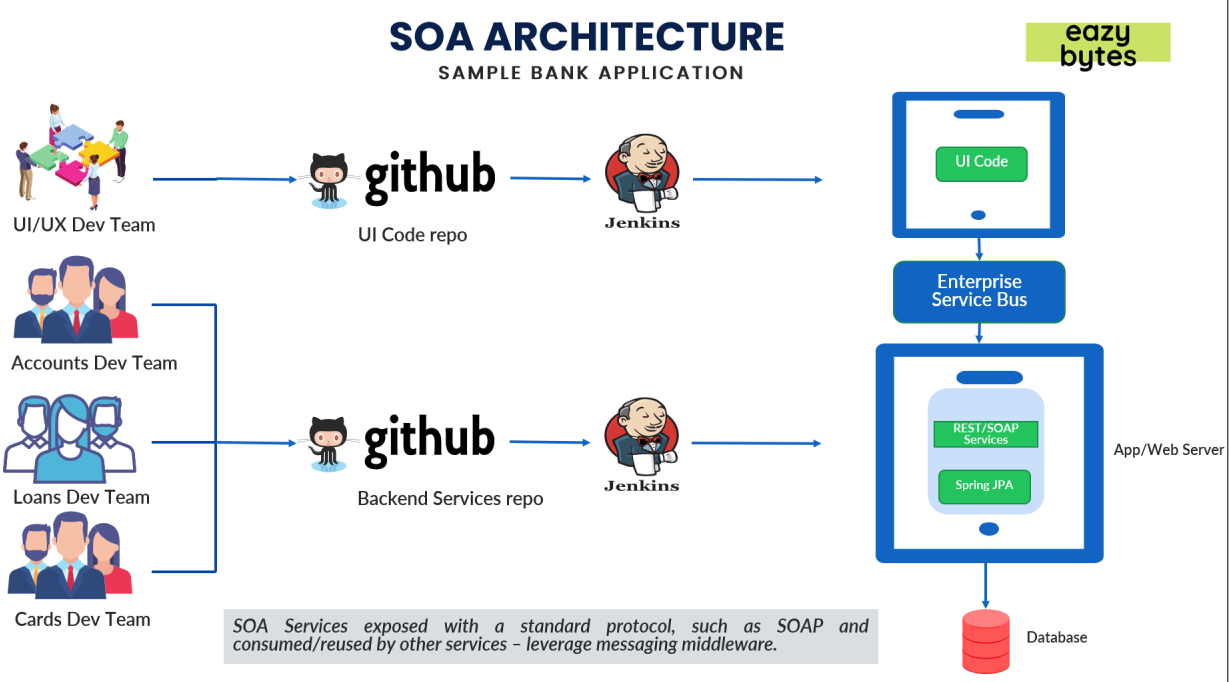 SOA ARCHITECTURE
SAMPLE BANK APPLICATION
eazy
bytes
UI/UX Dev Team
github
UI Code repo
Jenkins
UI Code
Enterprise
Service Bus
Accounts Dev Team
Loans Dev Team
Cards Dev Team
github
Backend Services repo
Jenkins
REST/SOAP
Services
Spring JPA
App/Web Server
Database
SOA Services exposed with a standard protocol, such as SOAP and
consumed/reused by other services – leverage messaging middleware.